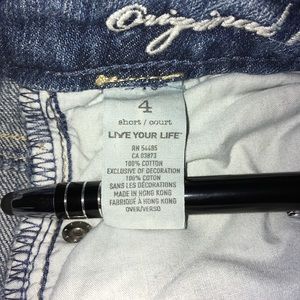 Original
4
short / court
LIVE YOUR LIFE™
RN 54485
CA 03873
100% COTTON
EXCLUSIVE OF DECORATION
100% COTON
SANS LES DÉCORATIONS
MADE IN HONG KONG
FABRIQUÉ À HONG KONG
OVER/VERSO